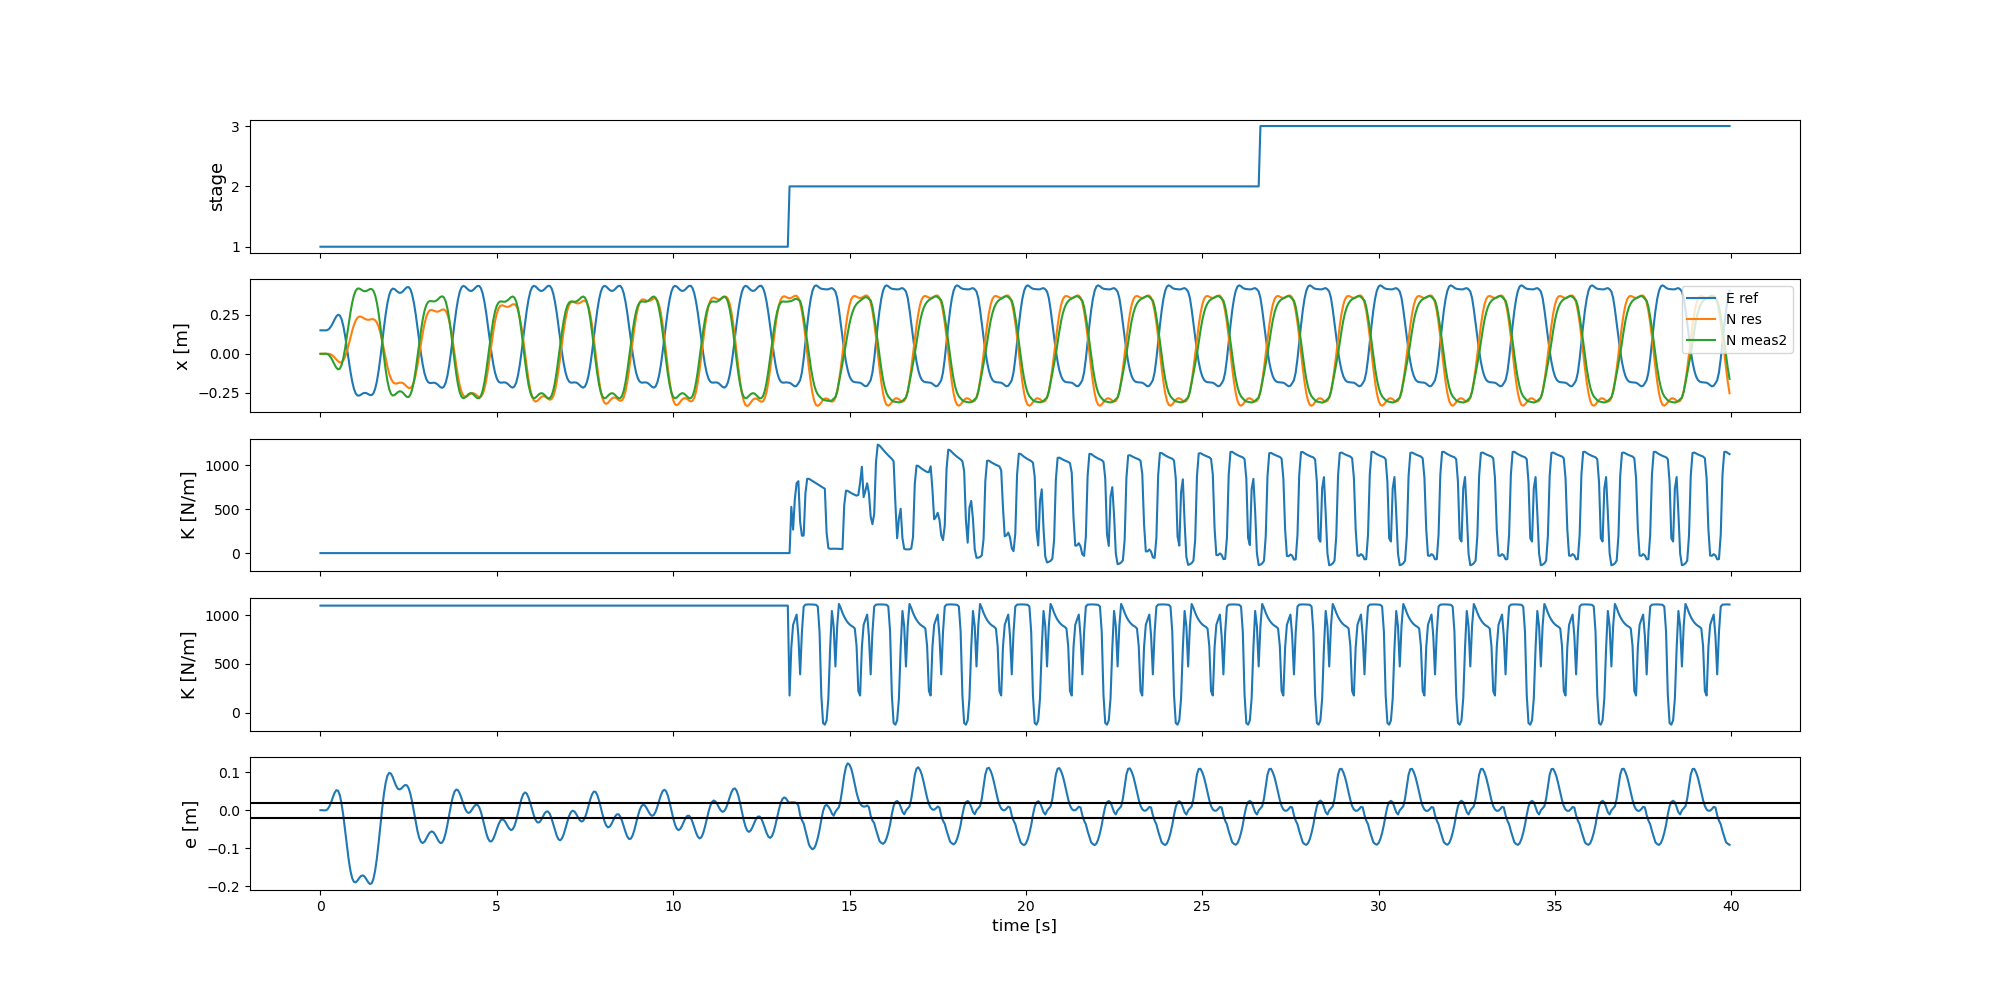 stage
3
2
1
x [m]
0.25
0.00
−0.25
E ref
N res
N meas2
K [N/m]
1000
500
0
K [N/m]
1000
500
0
e [m]
0.1
0.0
−0.1
−0.2
0 5 10 15 20 25 30 35 40
time [s]